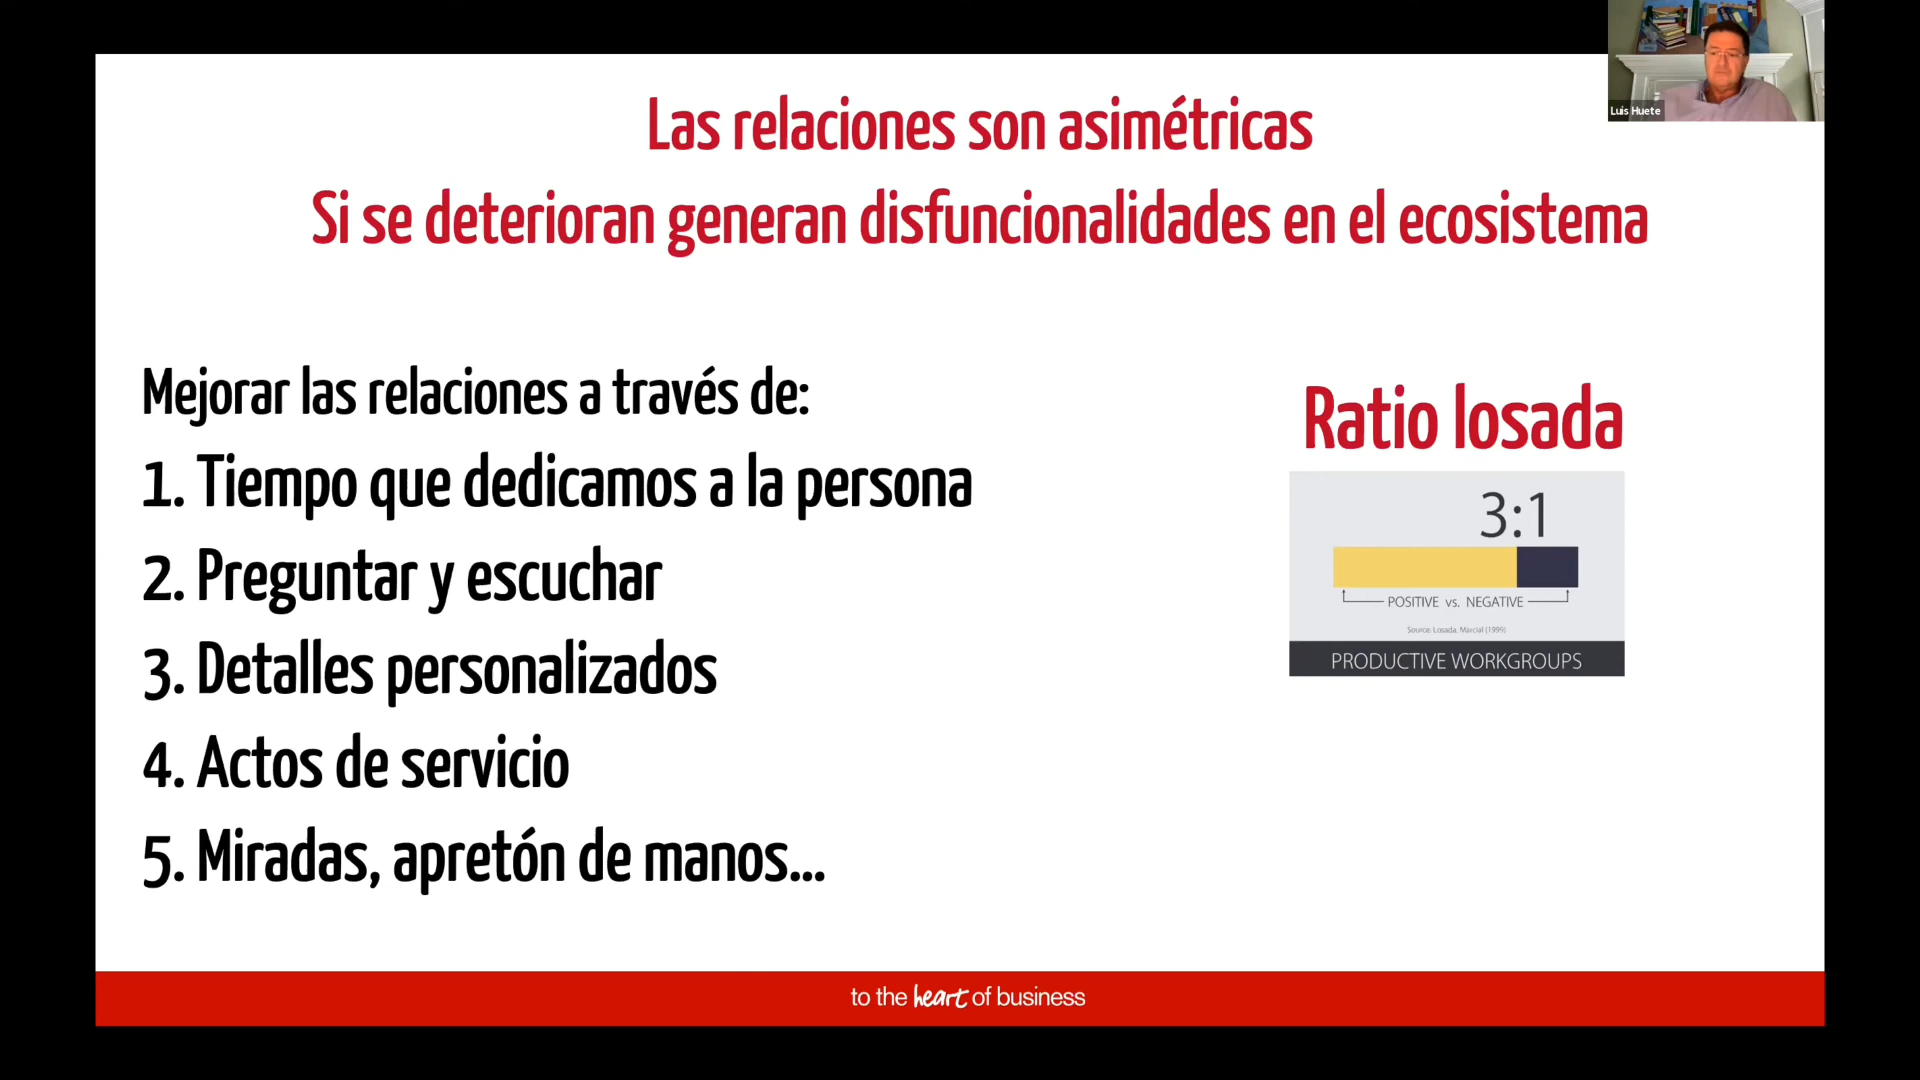 Las relaciones son asimétricas
Si se deterioran generan disfuncionalidades en el ecosistema
Luis Huete
Mejorar las relaciones a través de:
1. Tiempo que dedicamos a la persona
2. Preguntar y escuchar
3. Detalles personalizados
4. Actos de servicio
5. Miradas, apretón de manos...
Ratio losada
3:1
POSITIVE vs. NEGATIVE
Source: Losada, Marcial (1999)
PRODUCTIVE WORKGROUPS
to the heart of business